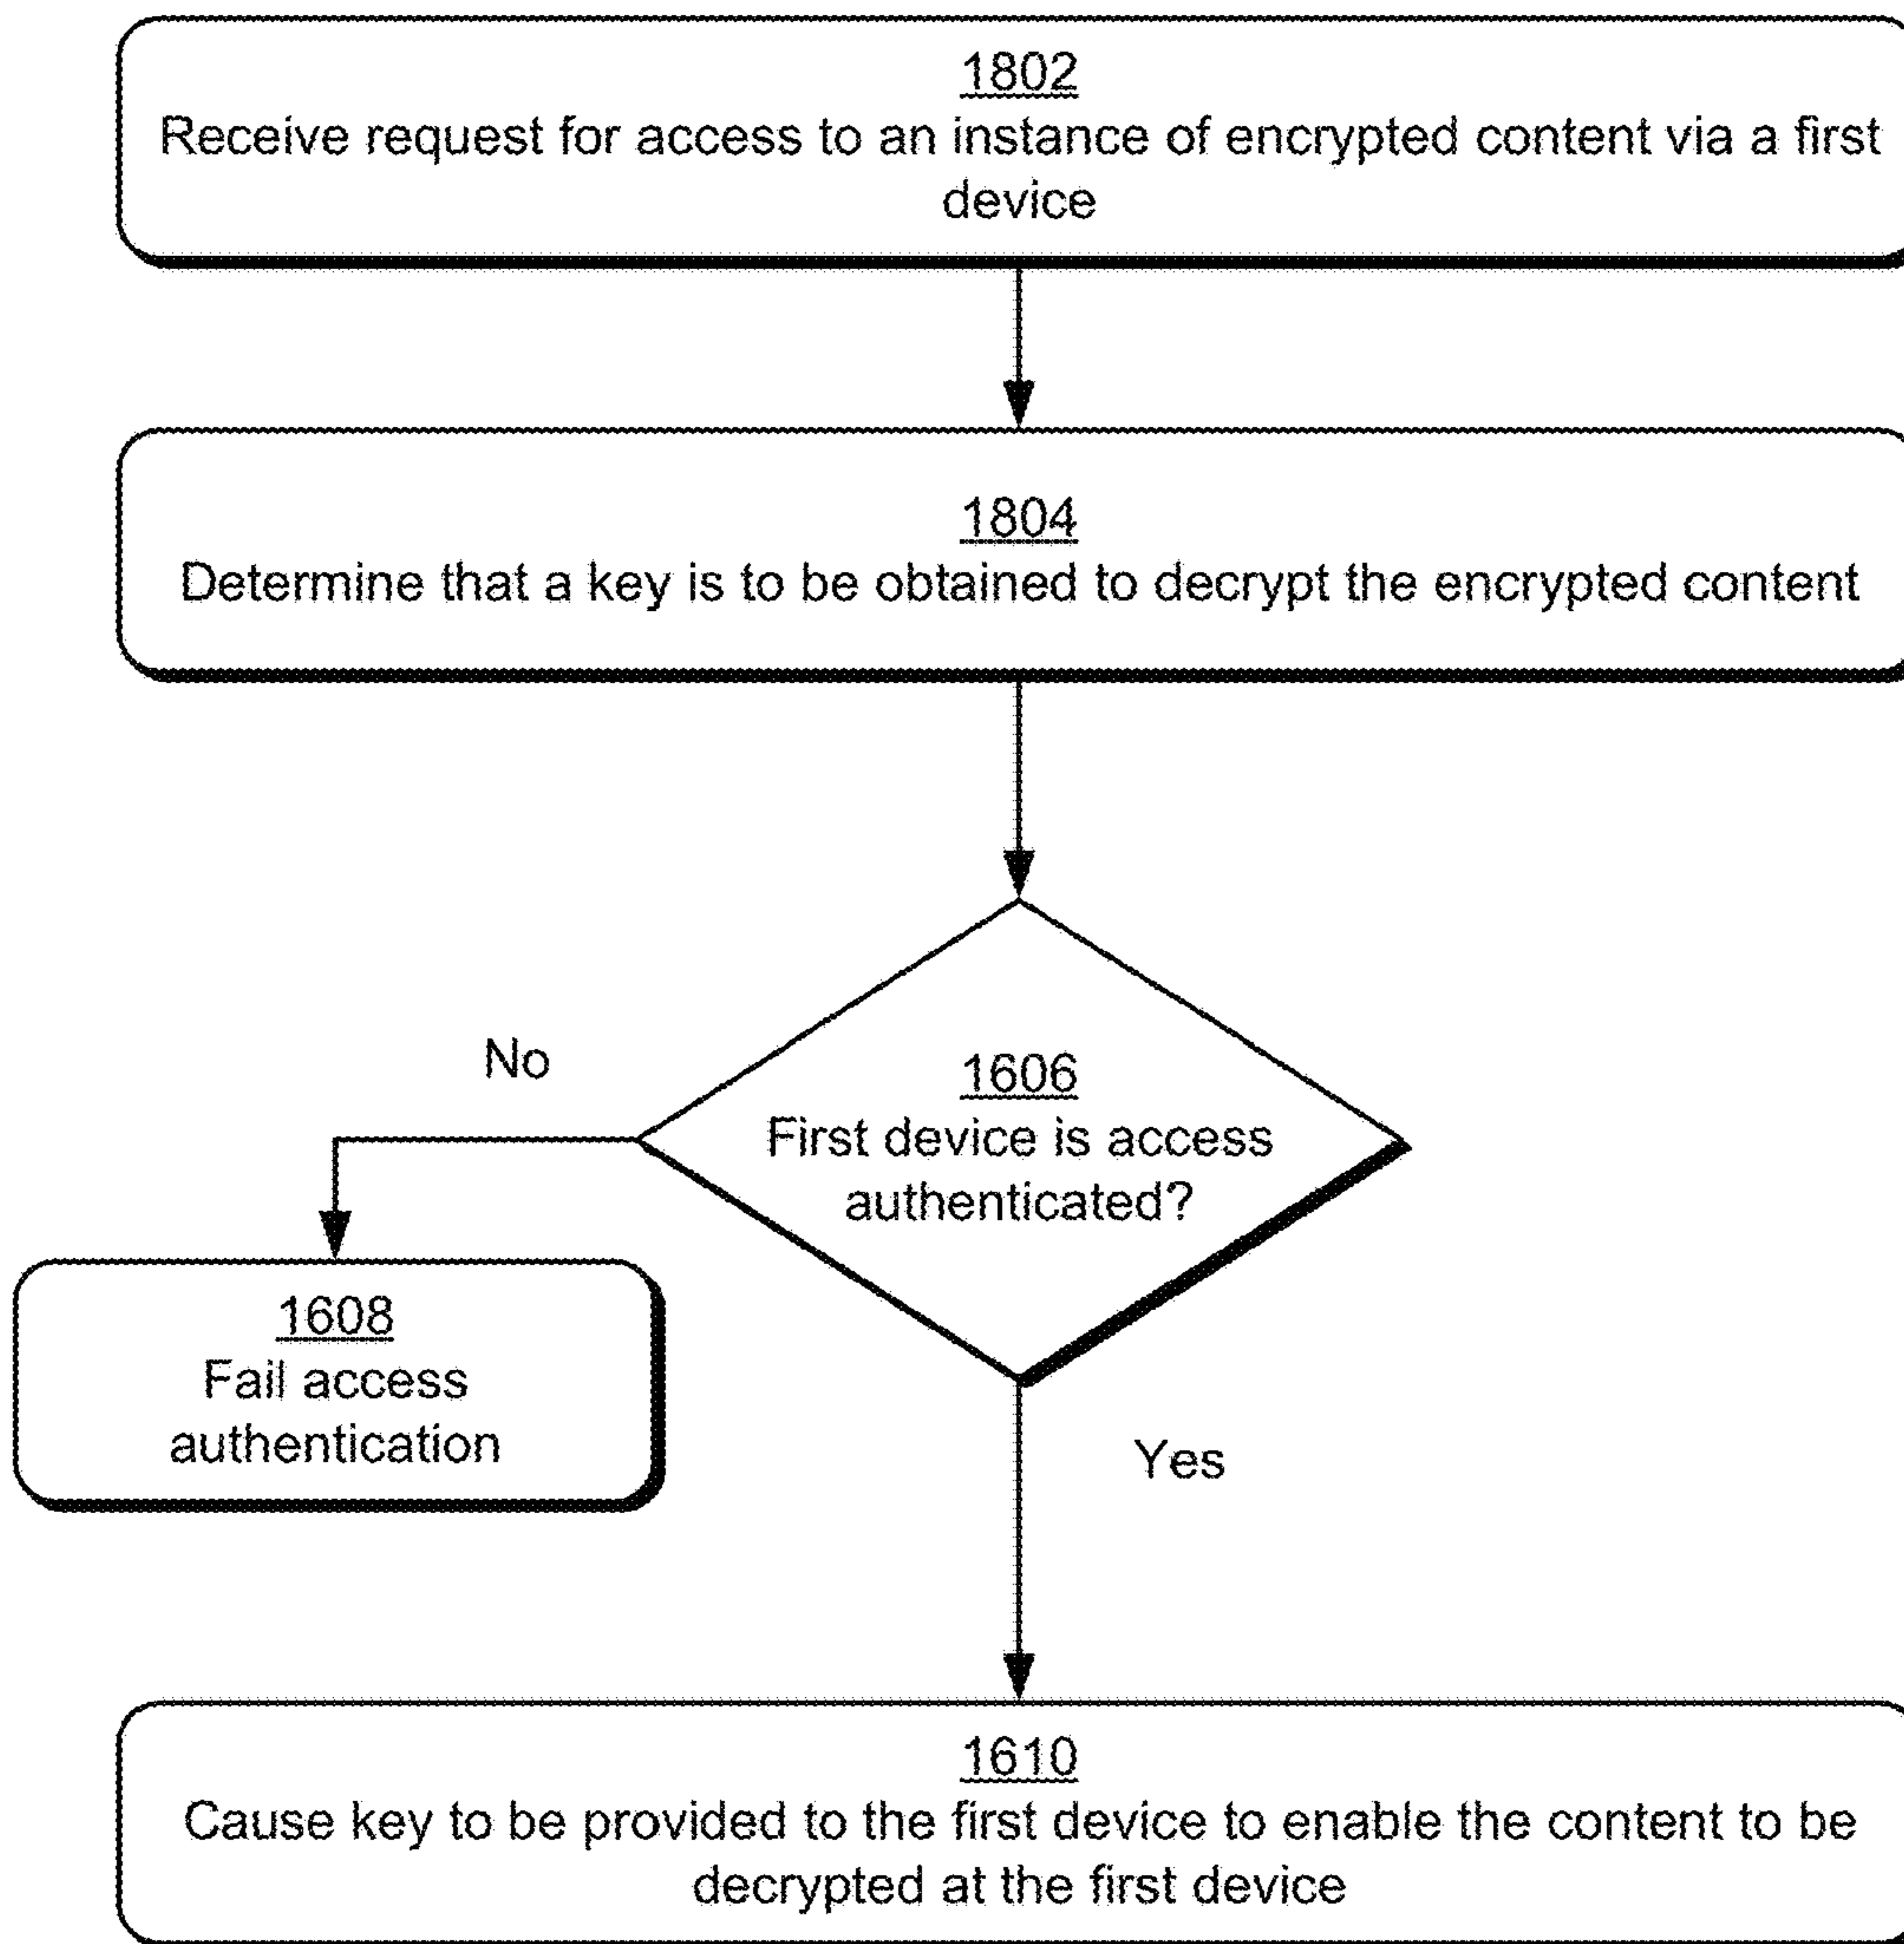 1802
Receive request for access to an instance of encrypted content via a first
device
1804
Determine that a key is to be obtained to decrypt the encrypted content
No
1606
First device is access
authenticated?
1608
Fail access
authentication
Yes
1610
Cause key to be provided to the first device to enable the content to be
decrypted at the first device